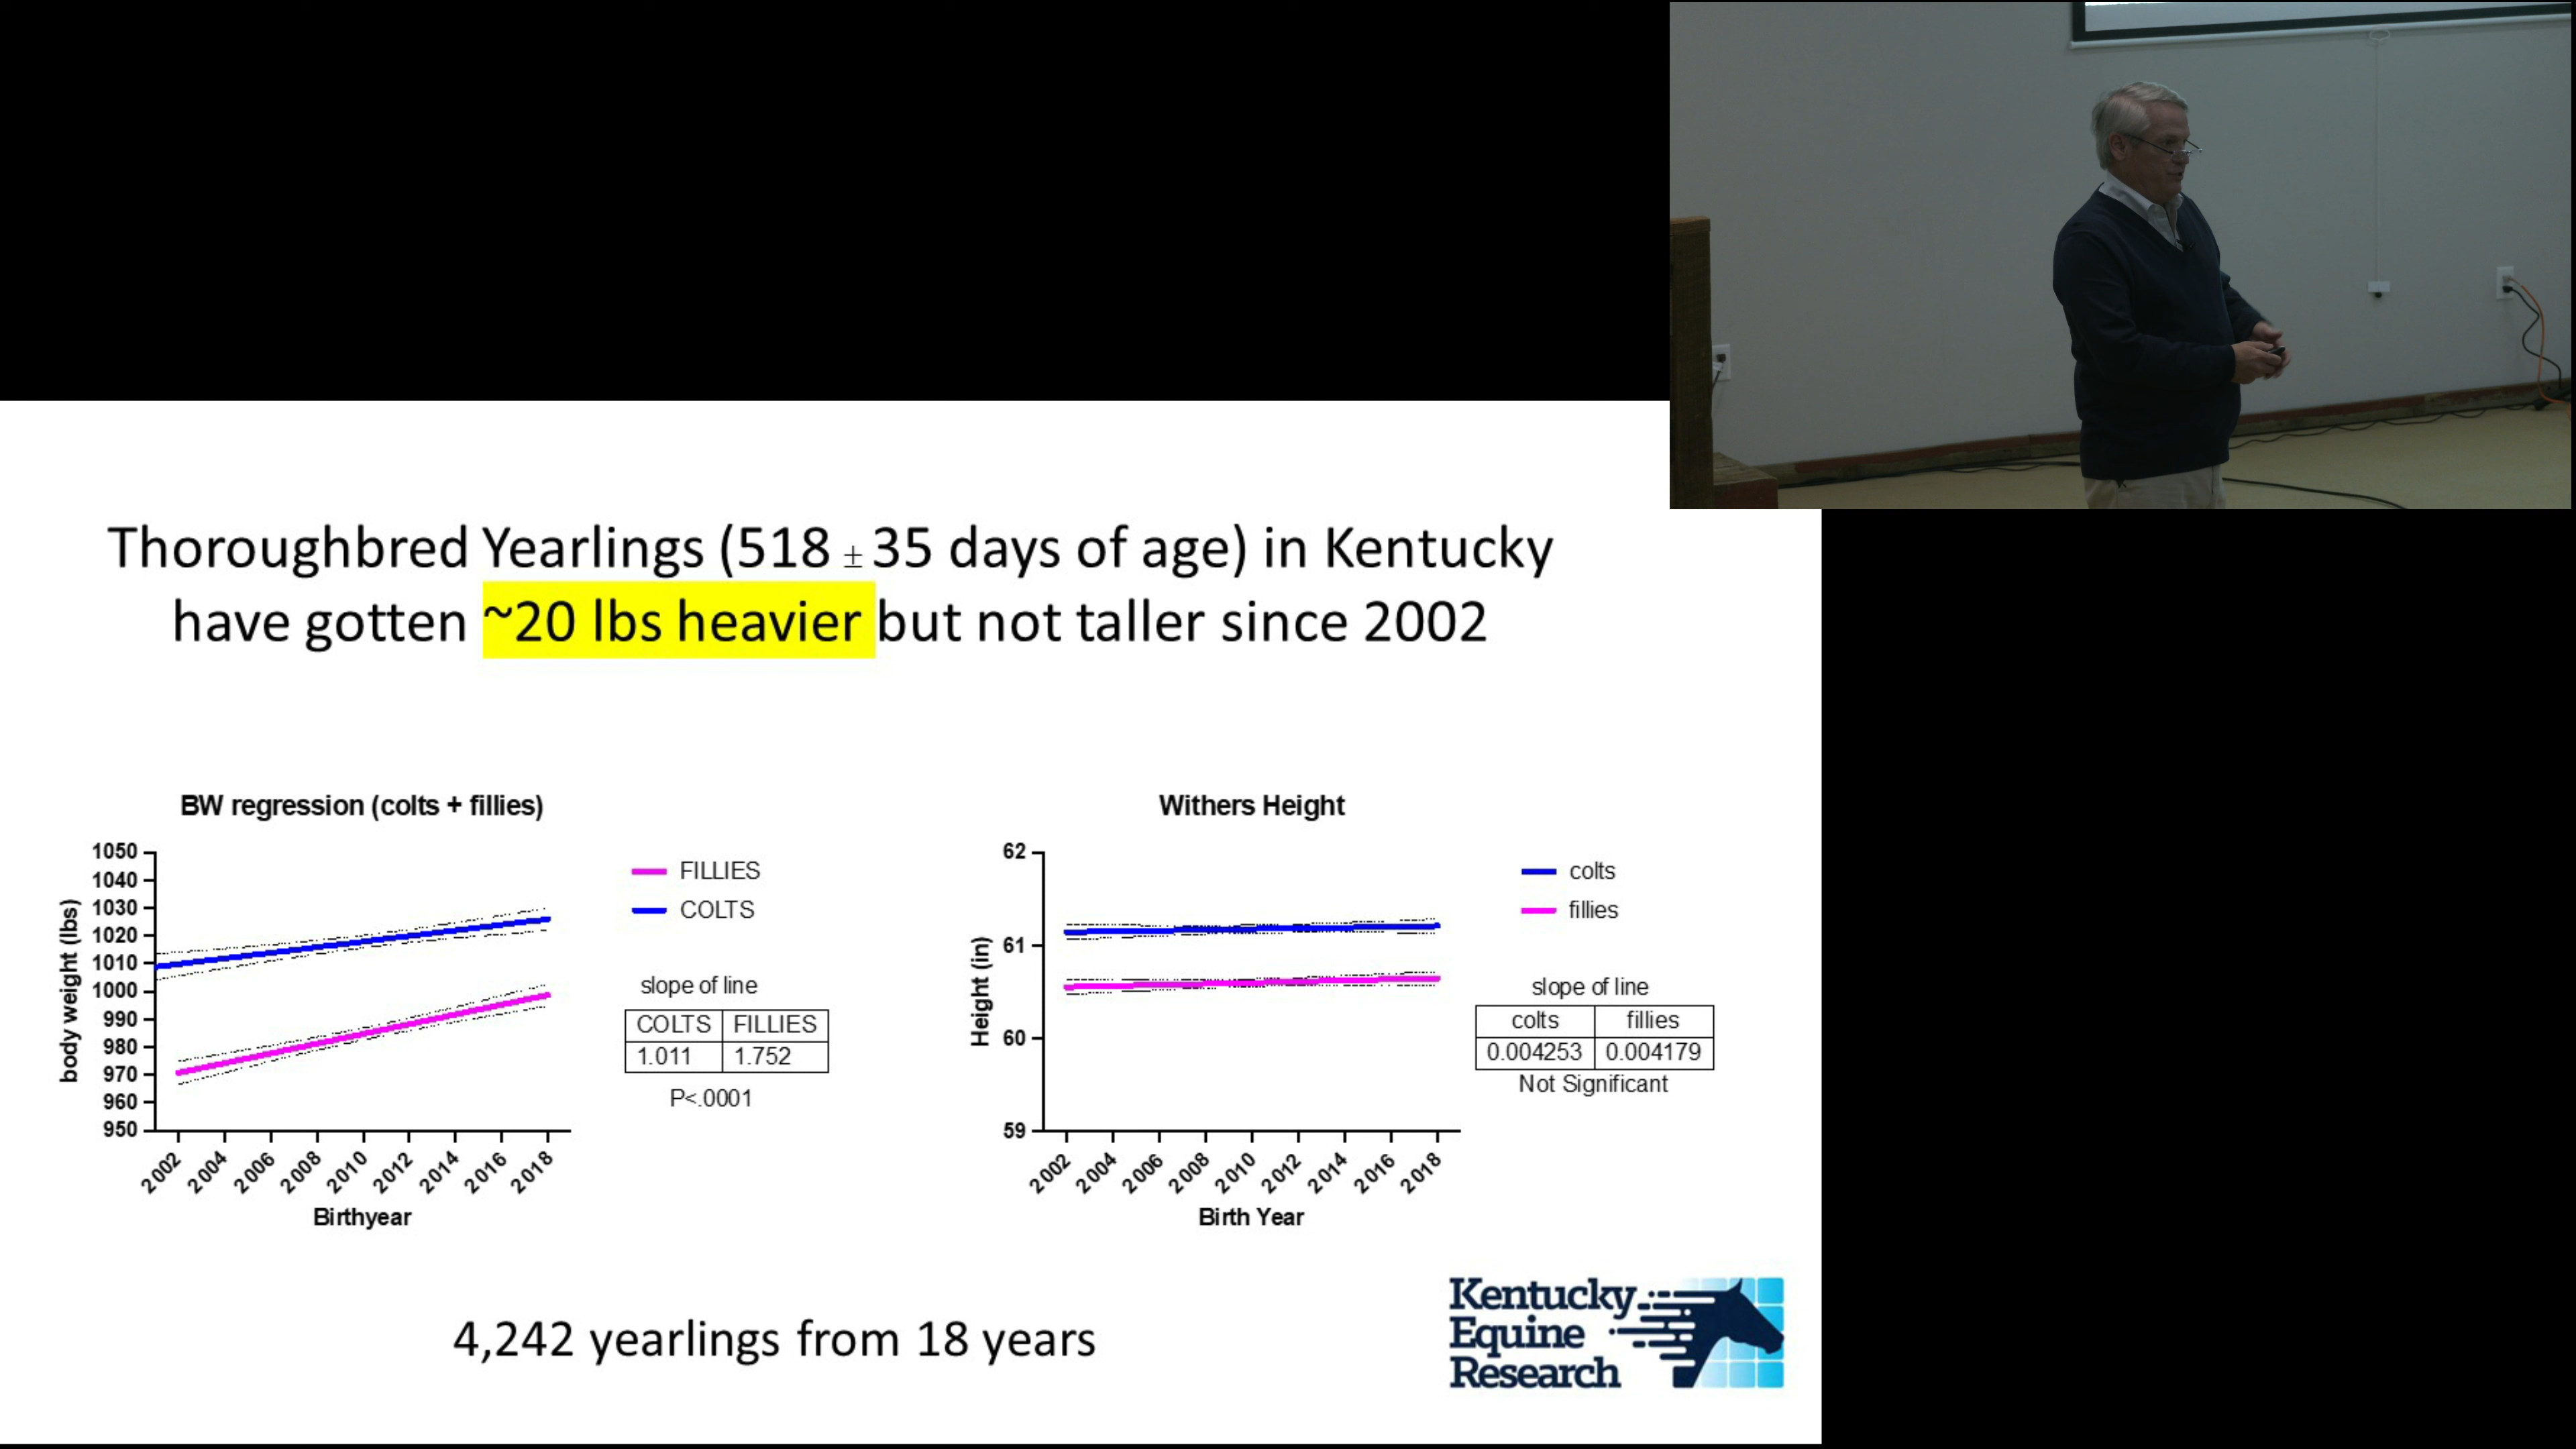 Thoroughbred Yearlings (518 ± 35 days of age) in Kentucky
have gotten ~20 lbs heavier but not taller since 2002
BW regression (colts + fillies)
1050
1040
1030
1020
1010
1000
990
980
970
960
950
body weight (lbs)
2002
2004
2006
2008
2010
2012
2014
2016
2018
Birthyear
FILLIES
COLTS
slope of line
COLTS FILLIES
1.011 1.752
P<.0001
Withers Height
62
61
60
59
Height (in)
2002
2004
2006
2008
2010
2012
2014
2016
2018
Birth Year
colts
fillies
slope of line
colts fillies
0.004253 0.004179
Not Significant
4,242 yearlings from 18 years
Kentucky
Equine
Research